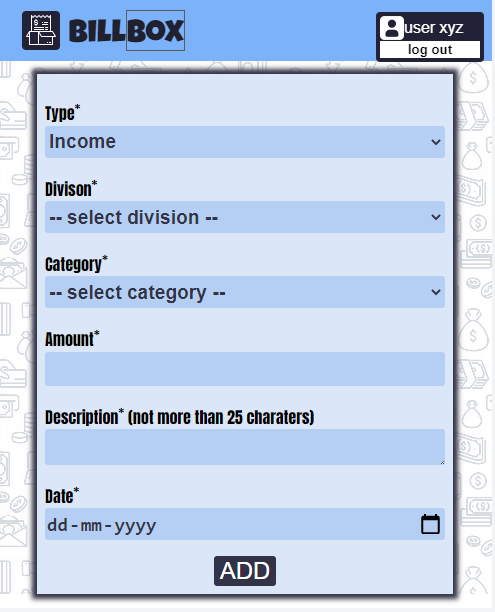 BILLBOX
user xyz
log out
Type*
Income
Divison*
-- select division --
Category*
-- select category --
Amount*
Description* (not more than 25 charaters)
Date*
dd-mm-yyyy
ADD